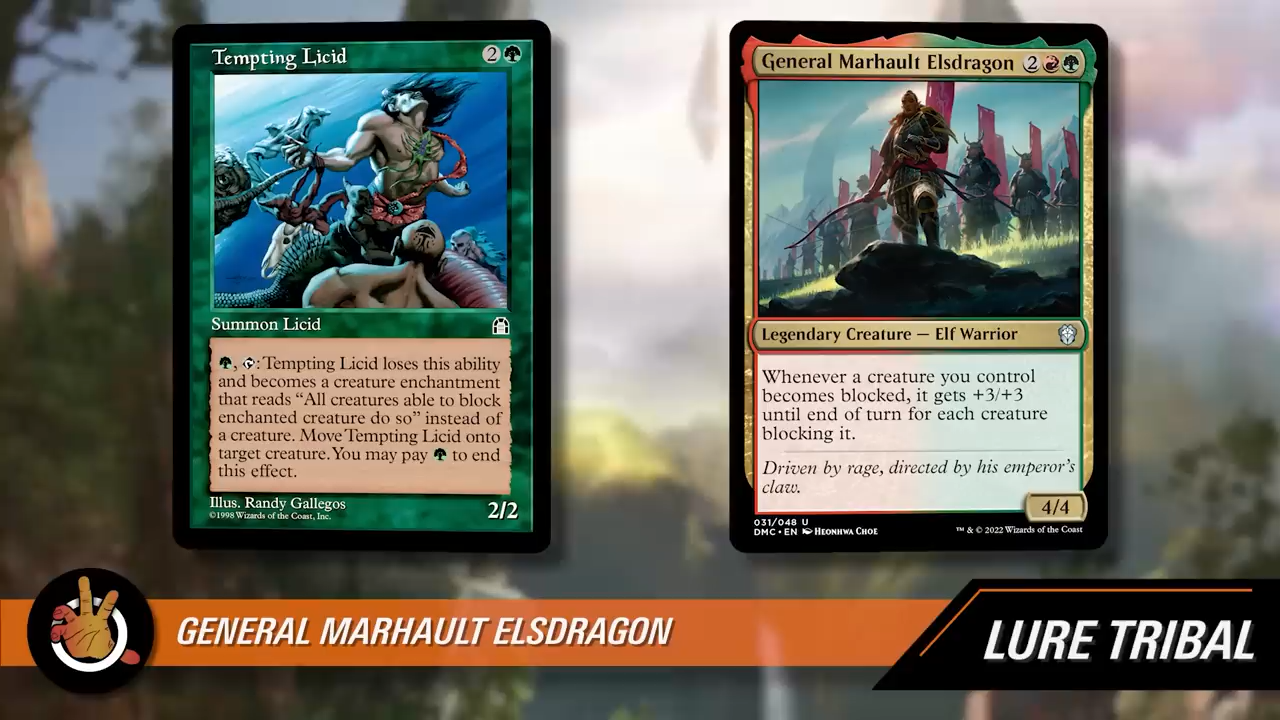 Tempting Licid 2
Summon Licid
, : Tempting Licid loses this ability
and becomes a creature enchantment
that reads “All creatures able to block
enchanted creature do so” instead of
a creature. Move Tempting Licid onto
target creature. You may pay to end
this effect.
Illus. Randy Gallegos
©1998 Wizards of the Coast, Inc.
2/2
General Marhault Elsdragon 2
Legendary Creature — Elf Warrior
Whenever a creature you control
becomes blocked, it gets +3/+3
until end of turn for each creature
blocking it.
Driven by rage, directed by his emperor's
claw.
4/4
031/048 U
DMC • EN Heonhwa Choe
™ & © 2022 Wizards of the Coast
GENERAL MARHAULT ELSDRAGON
LURE TRIBAL